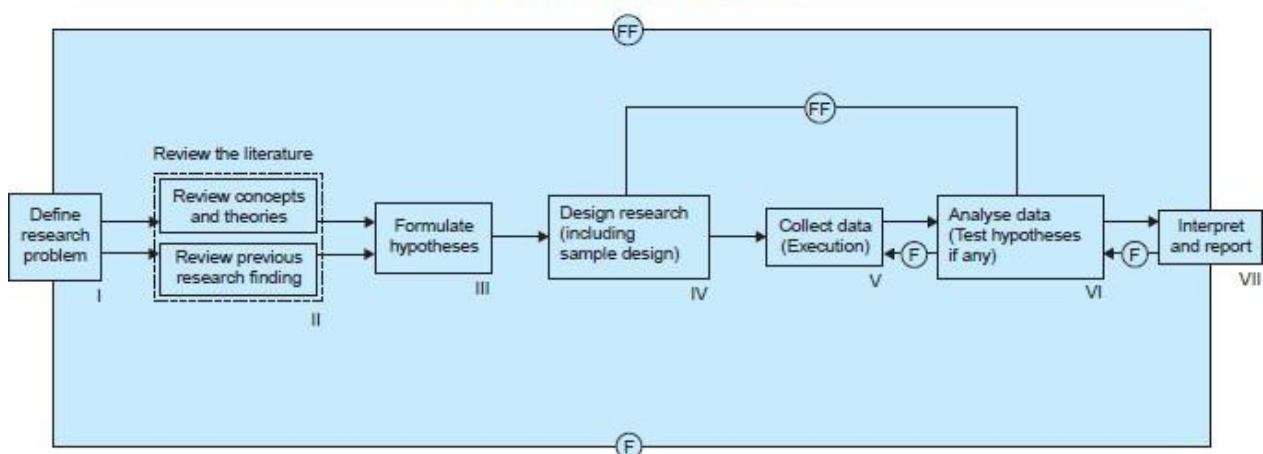 FF
FF
Review the literature
Define
research
problem
I
Review concepts
and theories
Review previous
research finding
II
Formulate
hypotheses
III
Design research
(including
sample design)
IV
Collect data
(Execution)
V
F
Analyse data
(Test hypotheses
if any)
VI
F
Interpret
and report
VII
F